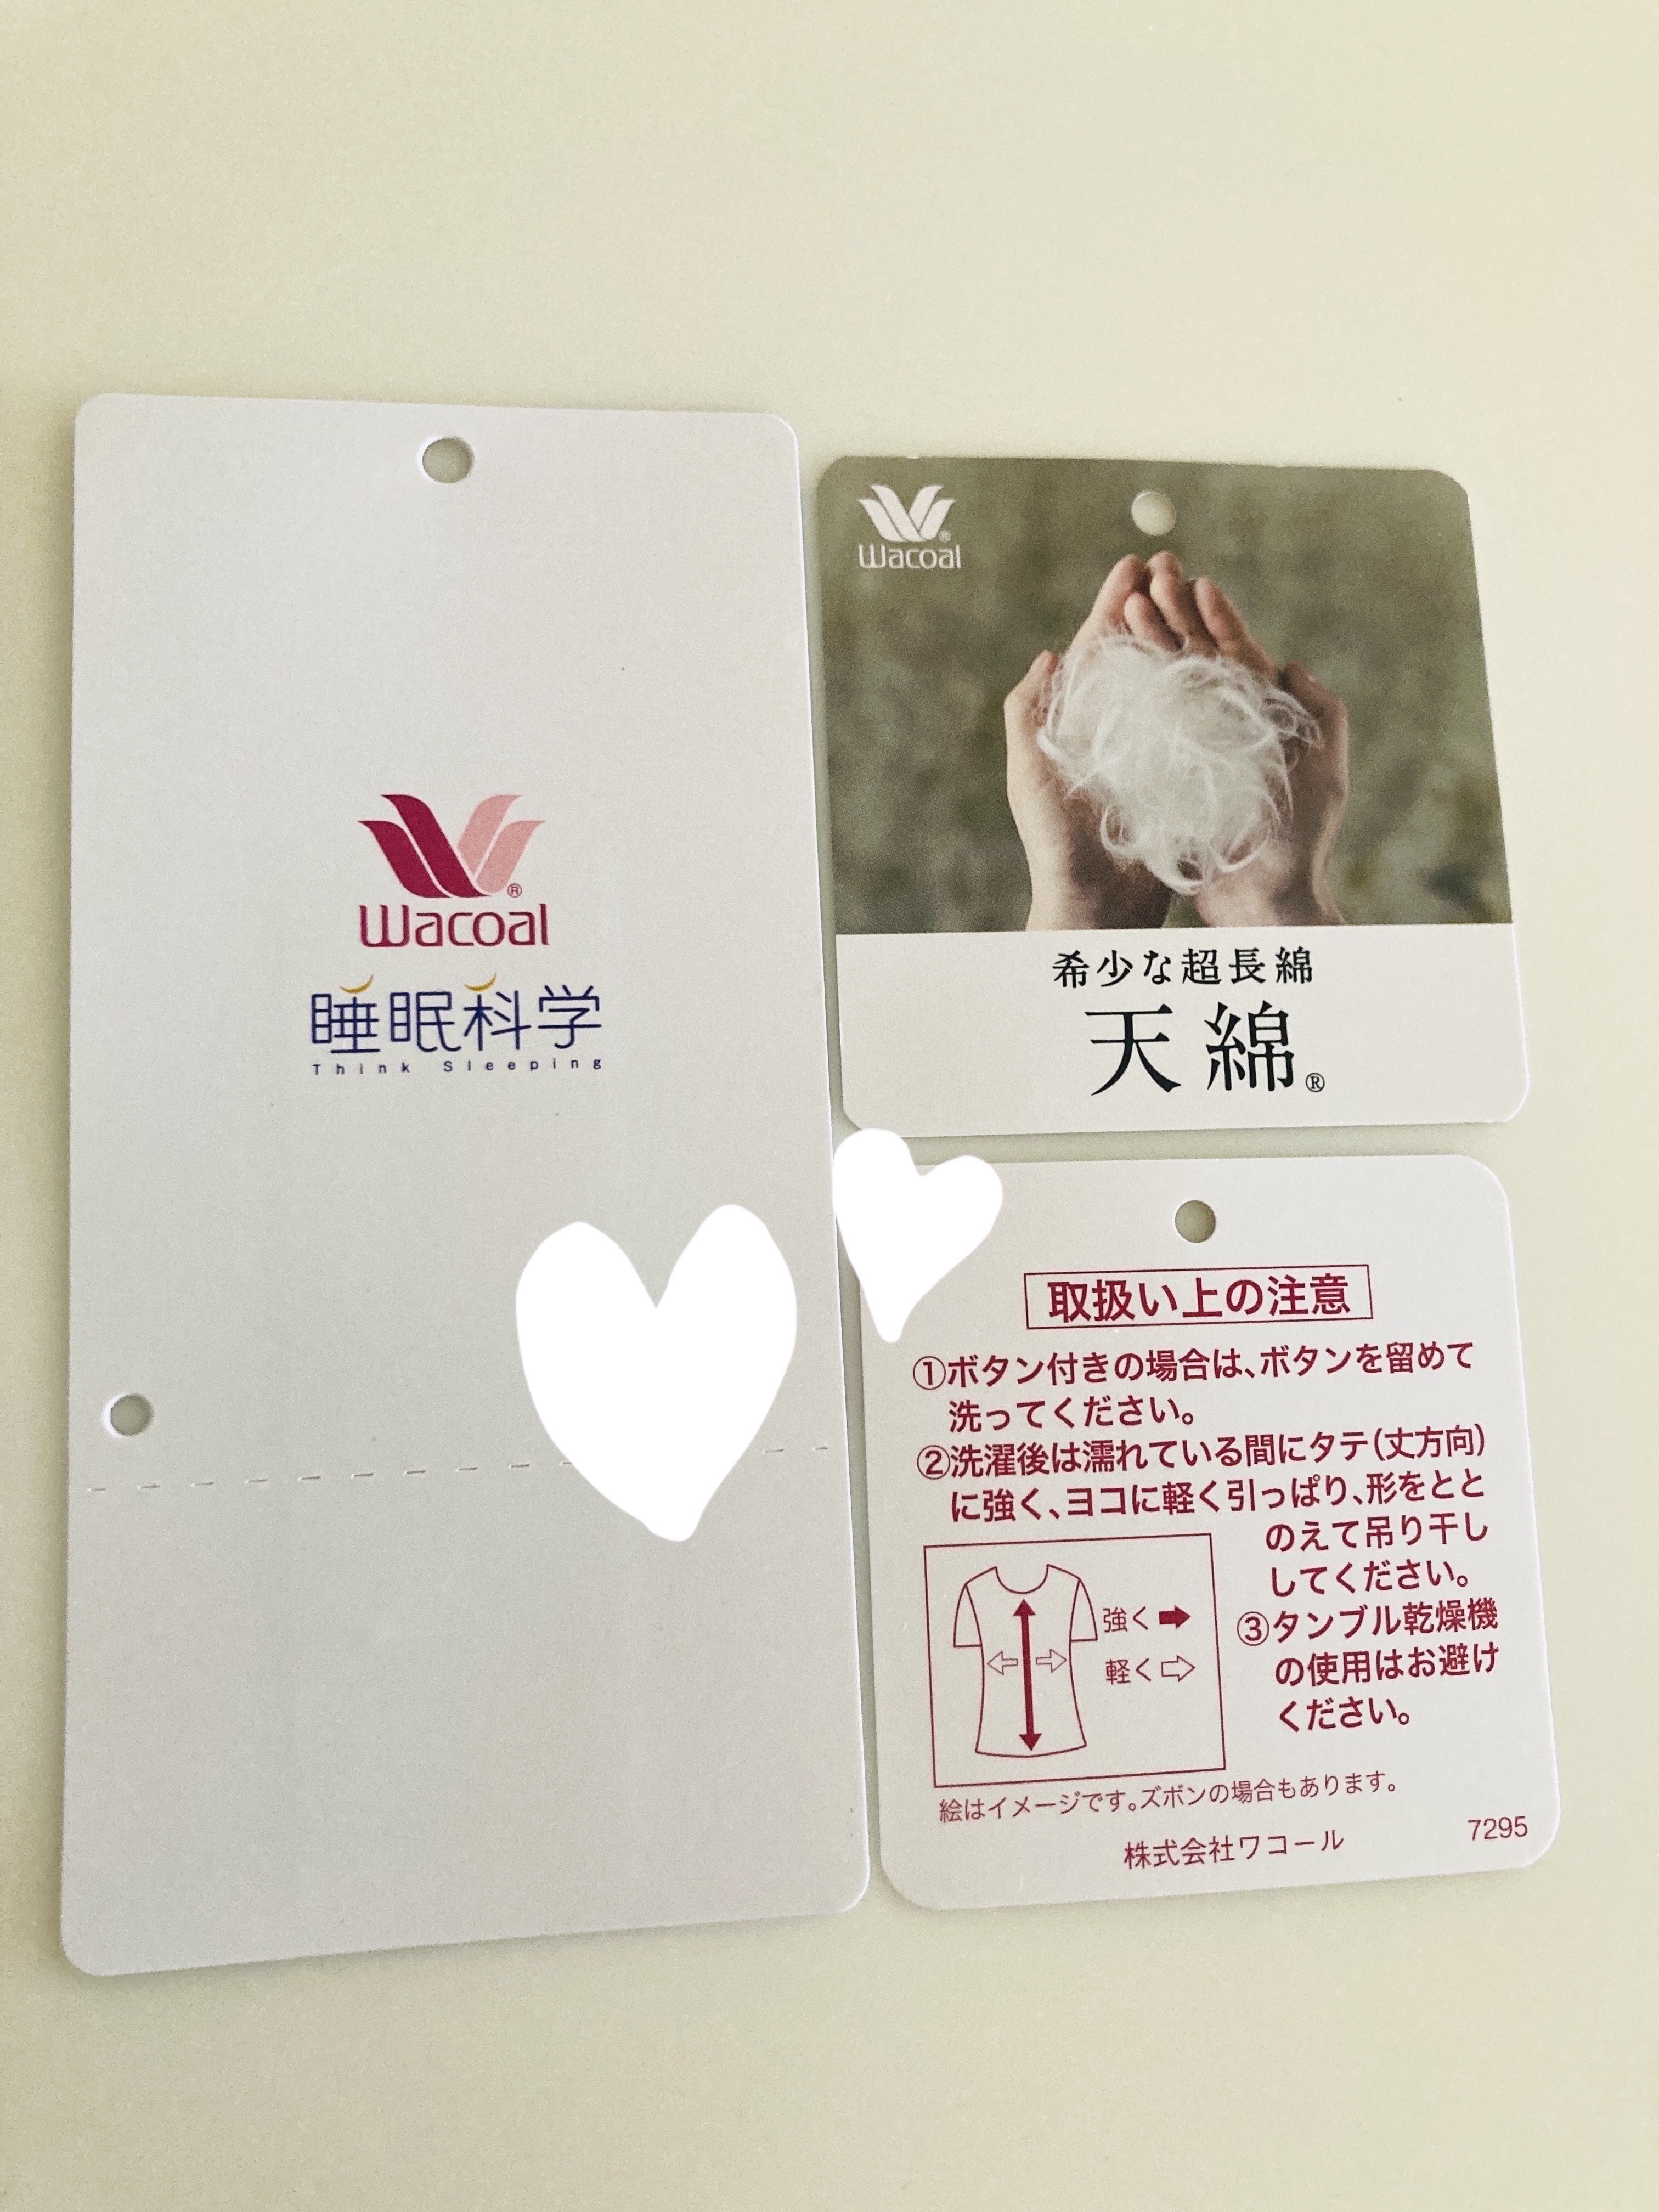 Wacoal®
睡眠科学
Think Sleeping
Wacoal®
希少な超長綿
天綿®
取扱い上の注意
①ボタン付きの場合は、ボタンを留めて
洗ってください。
②洗濯後は濡れている間にタテ(丈方向)
に強く、ヨコに軽く引っぱり、形をとと
のえて吊り干し
してください。
③タンブル乾燥機
の使用はお避け
ください。
強く
軽く
絵はイメージです。ズボンの場合もあります。
株式会社ワコール
7295